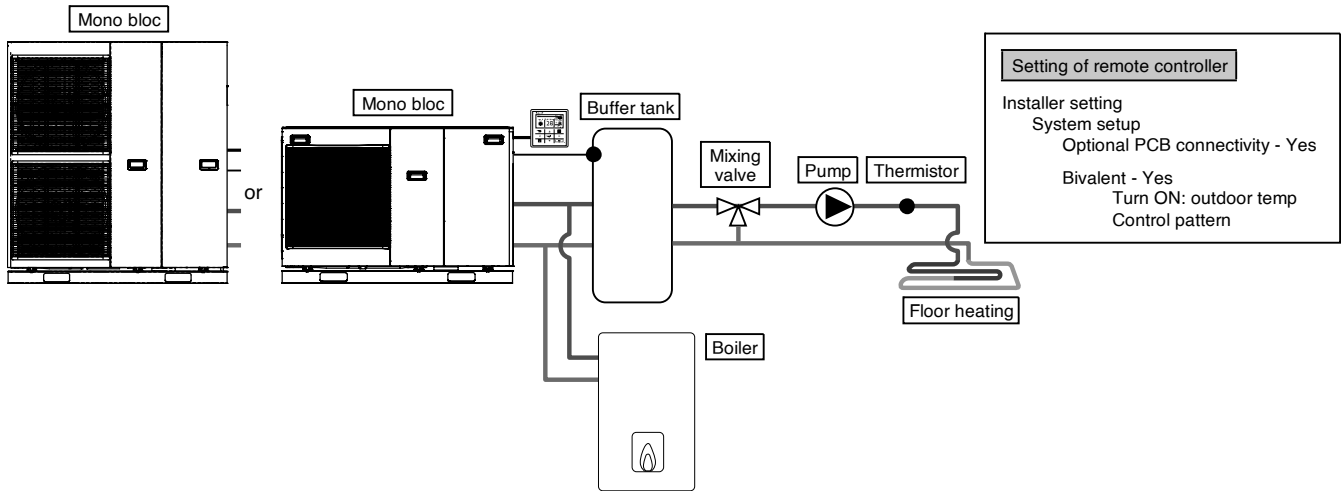 Mono bloc
or
Mono bloc
Buffer tank
Mixing
valve
Pump
Thermistor
Floor heating
Boiler
Setting of remote controller
Installer setting
System setup
Optional PCB connectivity - Yes
Bivalent - Yes
Turn ON: outdoor temp
Control pattern